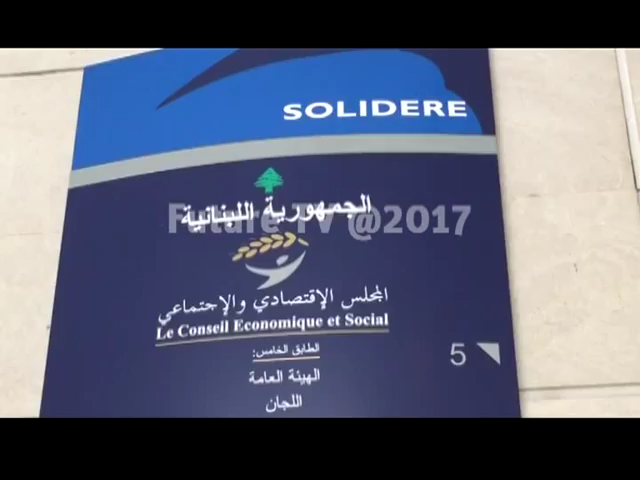 SOLIDERE
الجمهورية اللبنانية
Future TV @2017
المجلس الإقتصادي والإجتماعي
Le Conseil Economique et Social
الطابق الخامس:
5
الهيئة العامة
اللجان